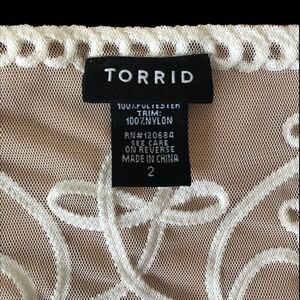 TORRID
100% POLYESTER
TRIM:
100% NYLON
RN#120684
SEE CARE
ON REVERSE
MADE IN CHINA
2